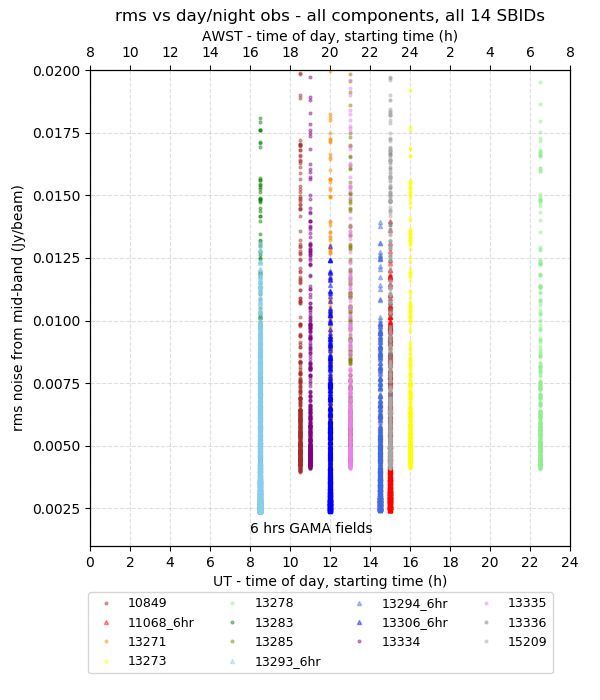 rms vs day/night obs - all components, all 14 SBIDs
AWST - time of day, starting time (h)
8 10 12 14 16 18 20 22 24 2 4 6 8
0.0200
0.0175
0.0150
0.0125
0.0100
0.0075
0.0050
0.0025
rms noise from mid-band (Jy/beam)
6 hrs GAMA fields
0 2 4 6 8 10 12 14 16 18 20 22 24
UT - time of day, starting time (h)
10849 13278 13294_6hr 13335
11068_6hr 13283 13306_6hr 13336
13271 13285 13334 15209
13273 13293_6hr